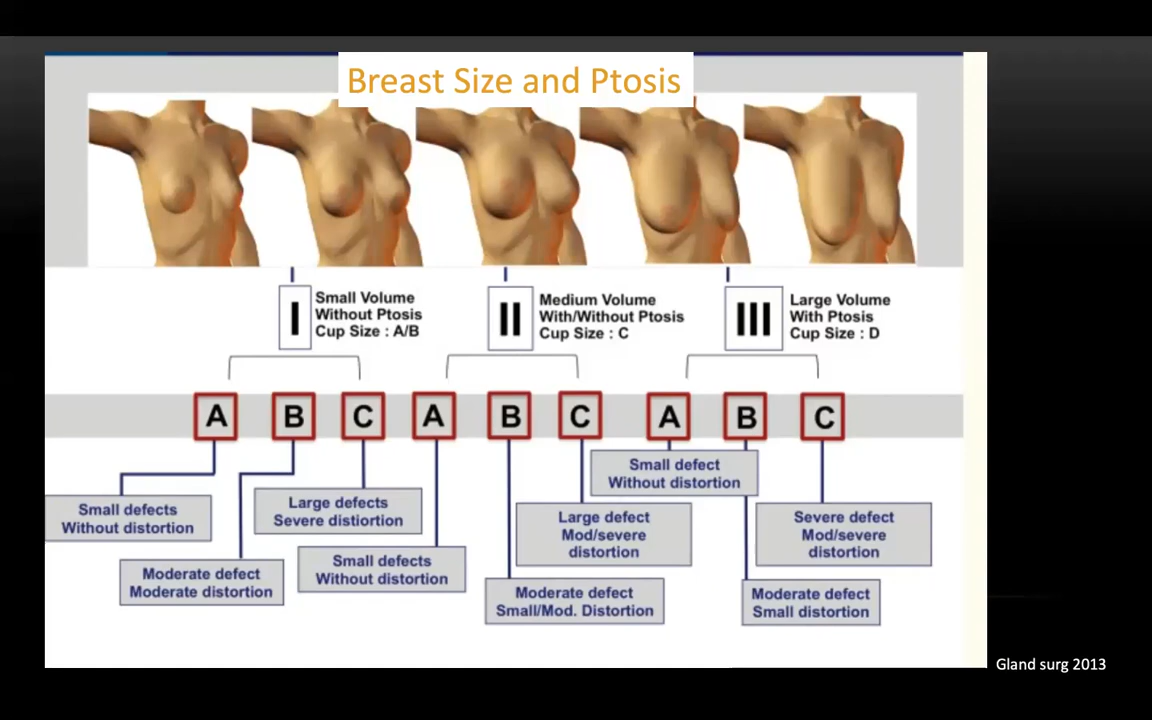 Breast Size and Ptosis
I
Small Volume
Without Ptosis
Cup Size : A/B
II
Medium Volume
With/Without Ptosis
Cup Size : C
III
Large Volume
With Ptosis
Cup Size : D
A
B
C
A
B
C
A
B
C
Small defects
Without distortion
Moderate defect
Moderate distortion
Large defects
Severe distiortion
Small defects
Without distortion
Moderate defect
Small/Mod. Distortion
Large defect
Mod/severe
distortion
Small defect
Without distortion
Moderate defect
Small distortion
Severe defect
Mod/severe
distortion
Gland surg 2013